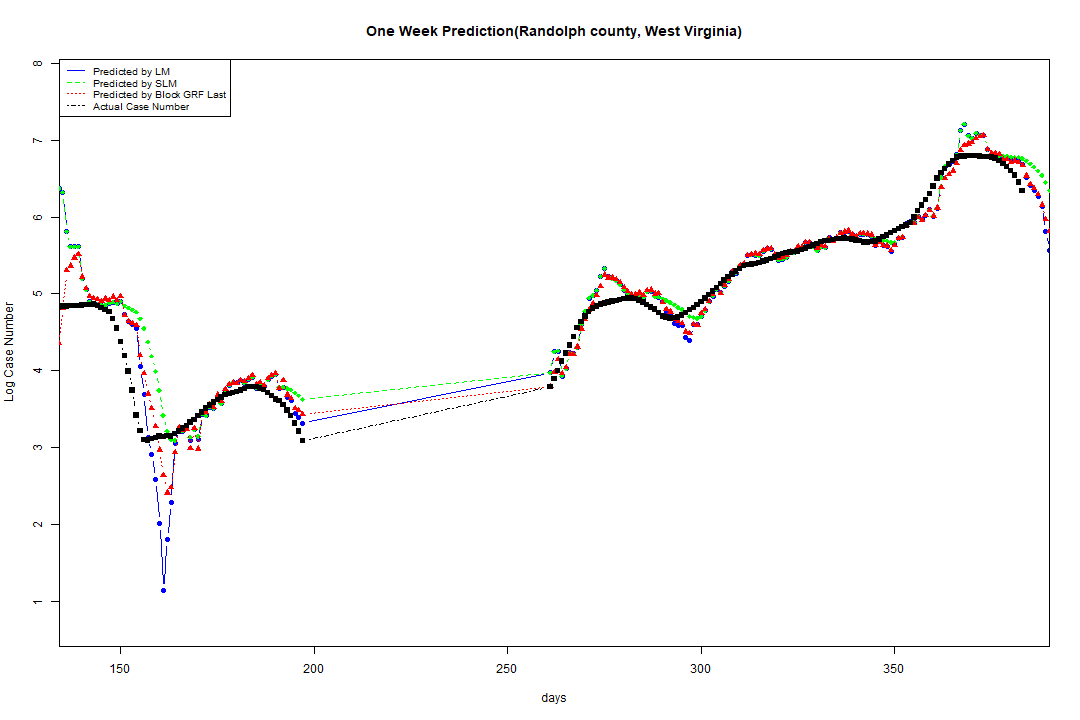 One Week Prediction(Randolph county, West Virginia)
Predicted by LM
Predicted by SLM
Predicted by Block GRF Last
Actual Case Number
Log Case Number
8
7
6
5
4
3
2
1
150
200
250
300
350
days